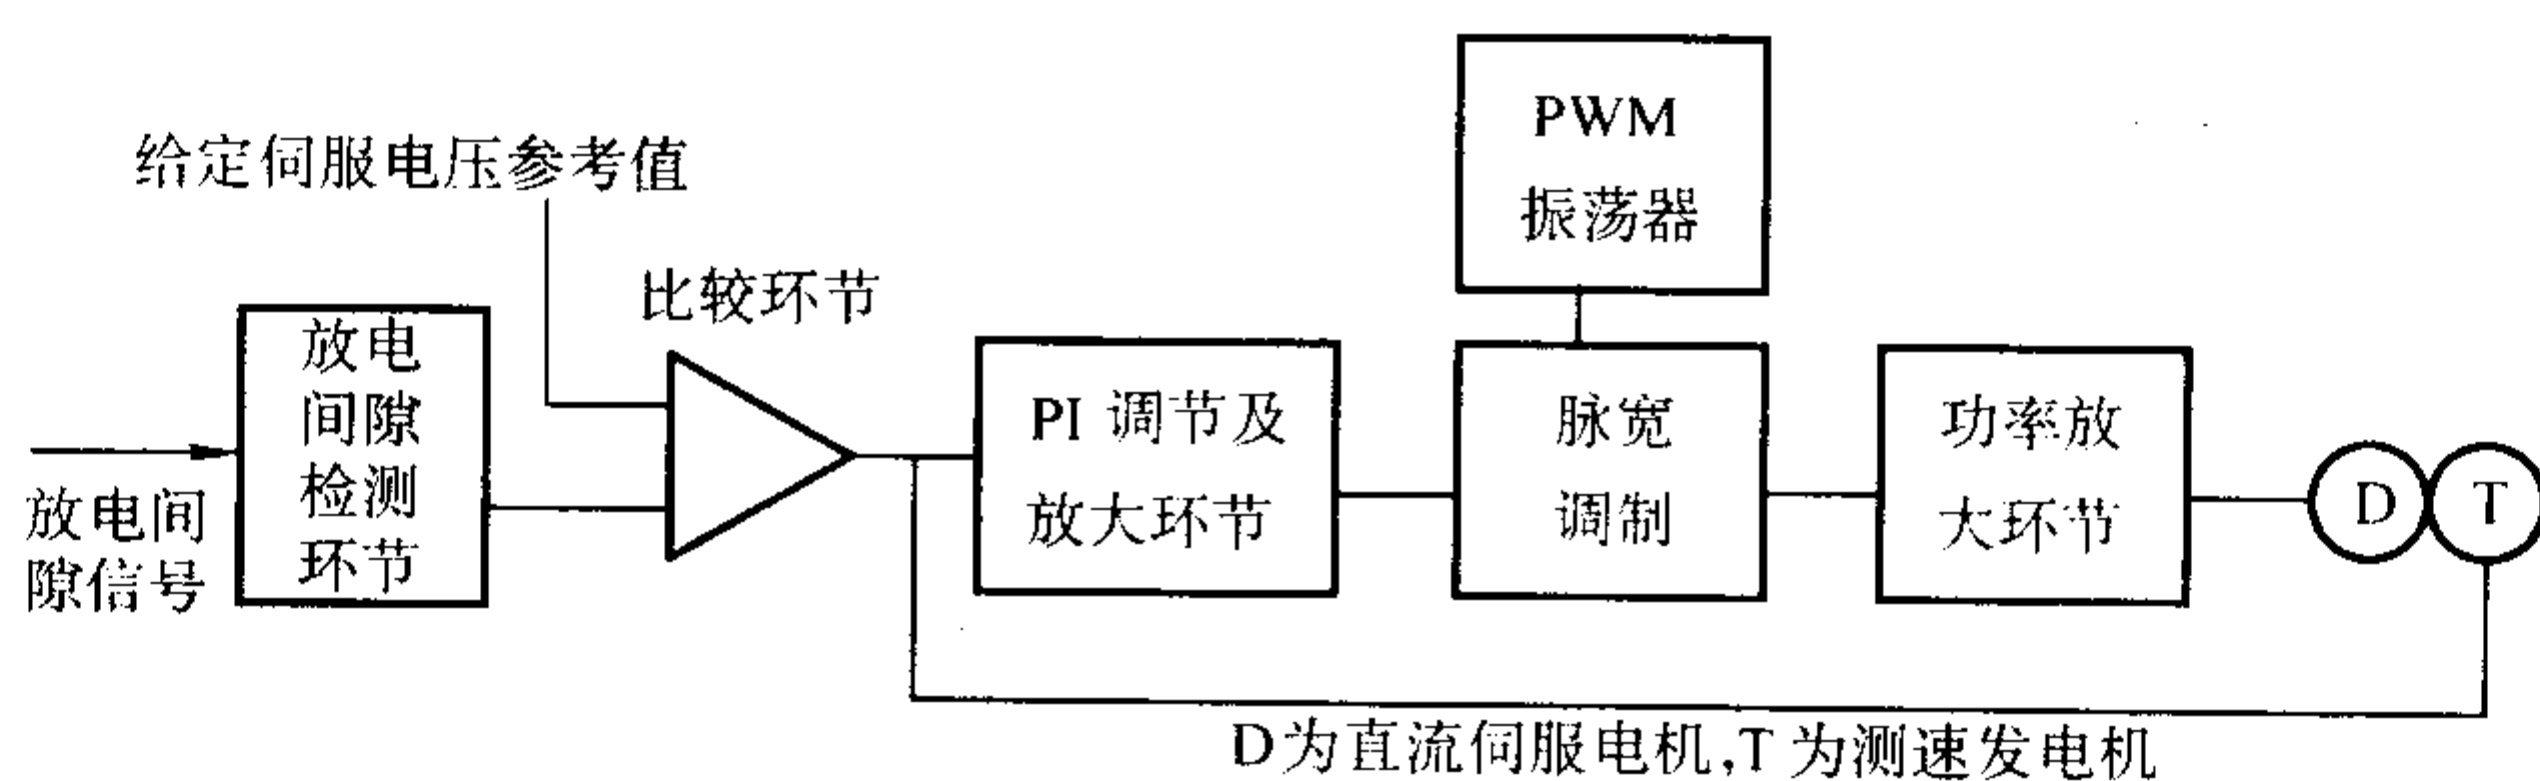 PWM
振荡器
给定伺服电压参考值
比较环节
放电
间隙
检测
环节
放电间
隙信号
PI 调节及
放大环节
脉宽
调制
功率放
大环节
D
T
D为直流伺服电机,T为测速发电机